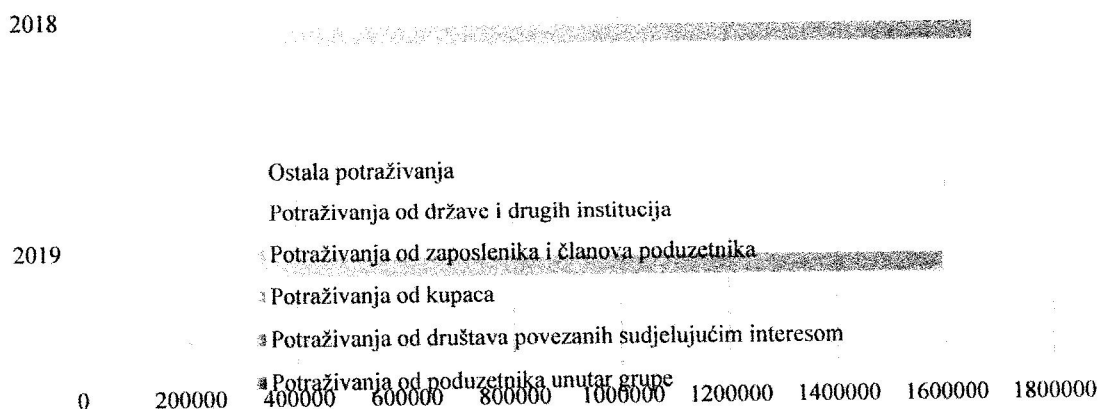 2018
Ostala potraživanja
Potraživanja od države i drugih institucija
2019
Potraživanja od zaposlenika i članova poduzetnika
Potraživanja od kupaca
Potraživanja od društava povezanih sudjelujućim interesom
Potraživanja od poduzetnika unutar grupe
0 200000 400000 600000 800000 1000000 1200000 1400000 1600000 1800000